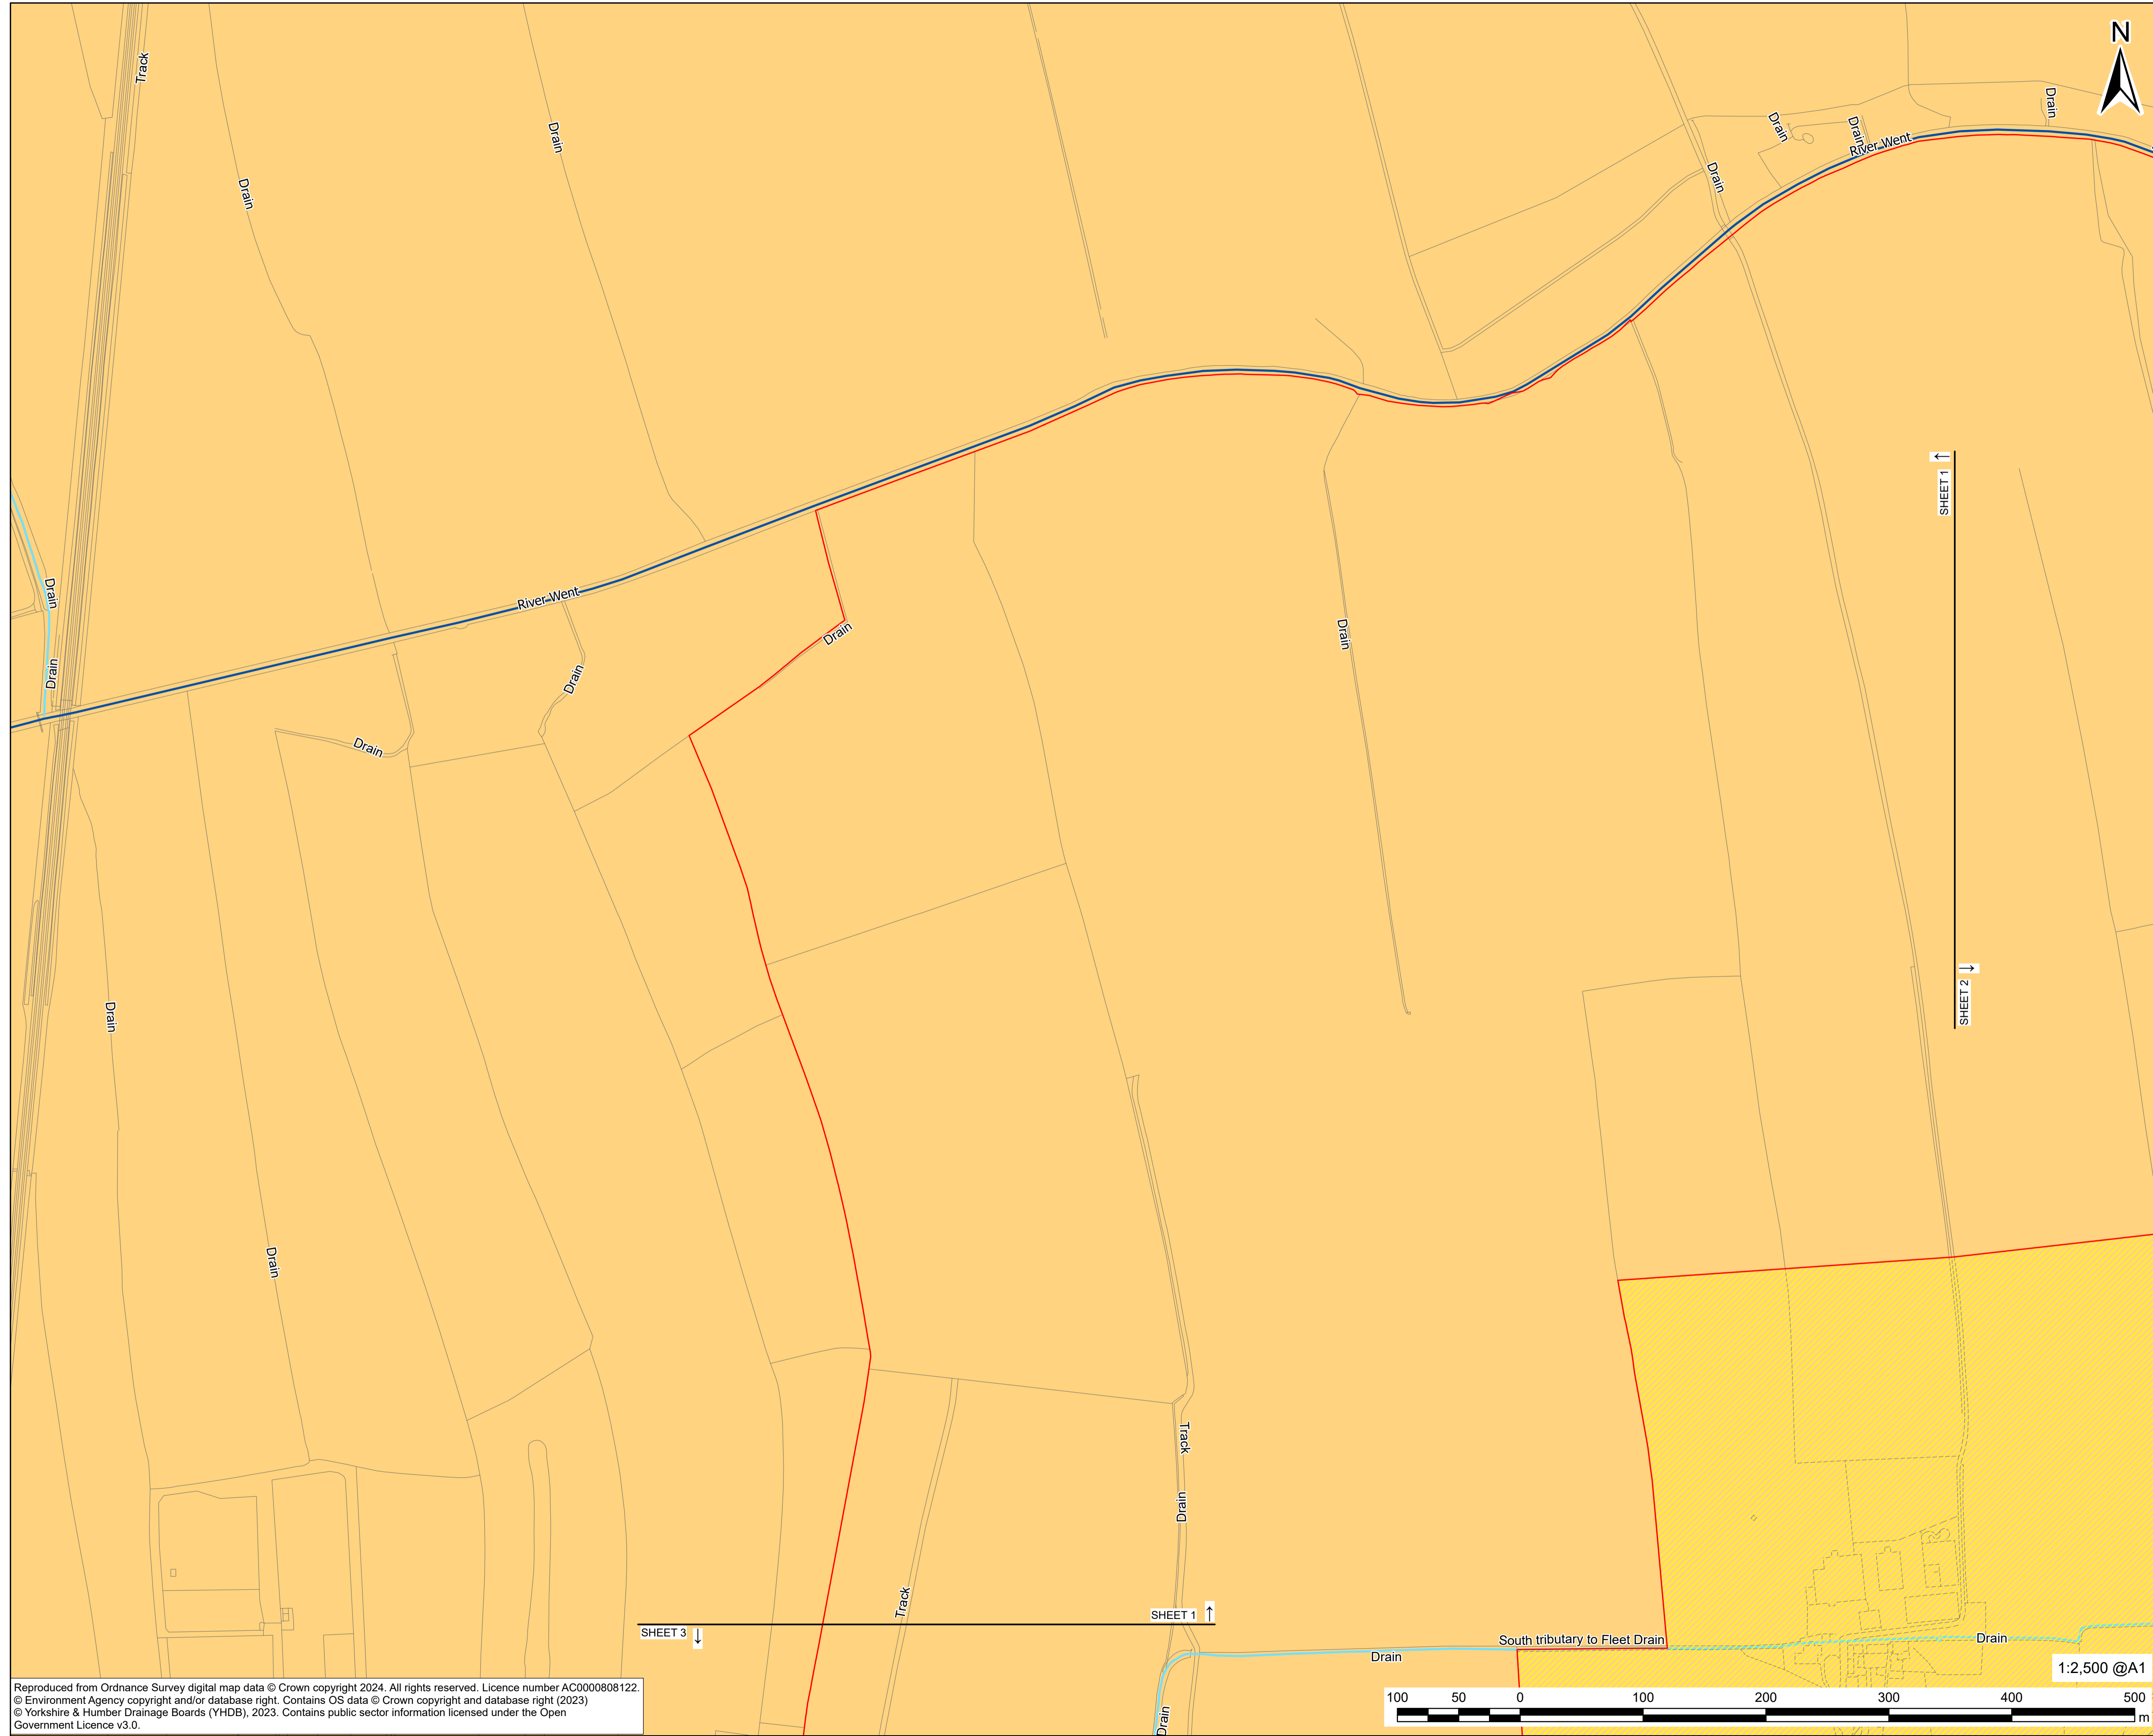 N
Track
Drain
Drain
Drain
Drain
Drain
River Went
Drain
SHEET 1
←
Drain
River Went
Drain
Drain
Drain
Drain
Drain
Drain
→
SHEET 2
Drain
Track
Drain
Track
SHEET 1 ↑
SHEET 3 ↓
South tributary to Fleet Drain
Drain
Drain
Drain
Drain
1:2,500 @A1
100 50 0 100 200 300 400 500
m
Reproduced from Ordnance Survey digital map data © Crown copyright 2024. All rights reserved. Licence number AC0000808122.
© Environment Agency copyright and/or database right. Contains OS data © Crown copyright and database right (2023)
© Yorkshire & Humber Drainage Boards (YHDB), 2023. Contains public sector information licensed under the Open
Government Licence v3.0.